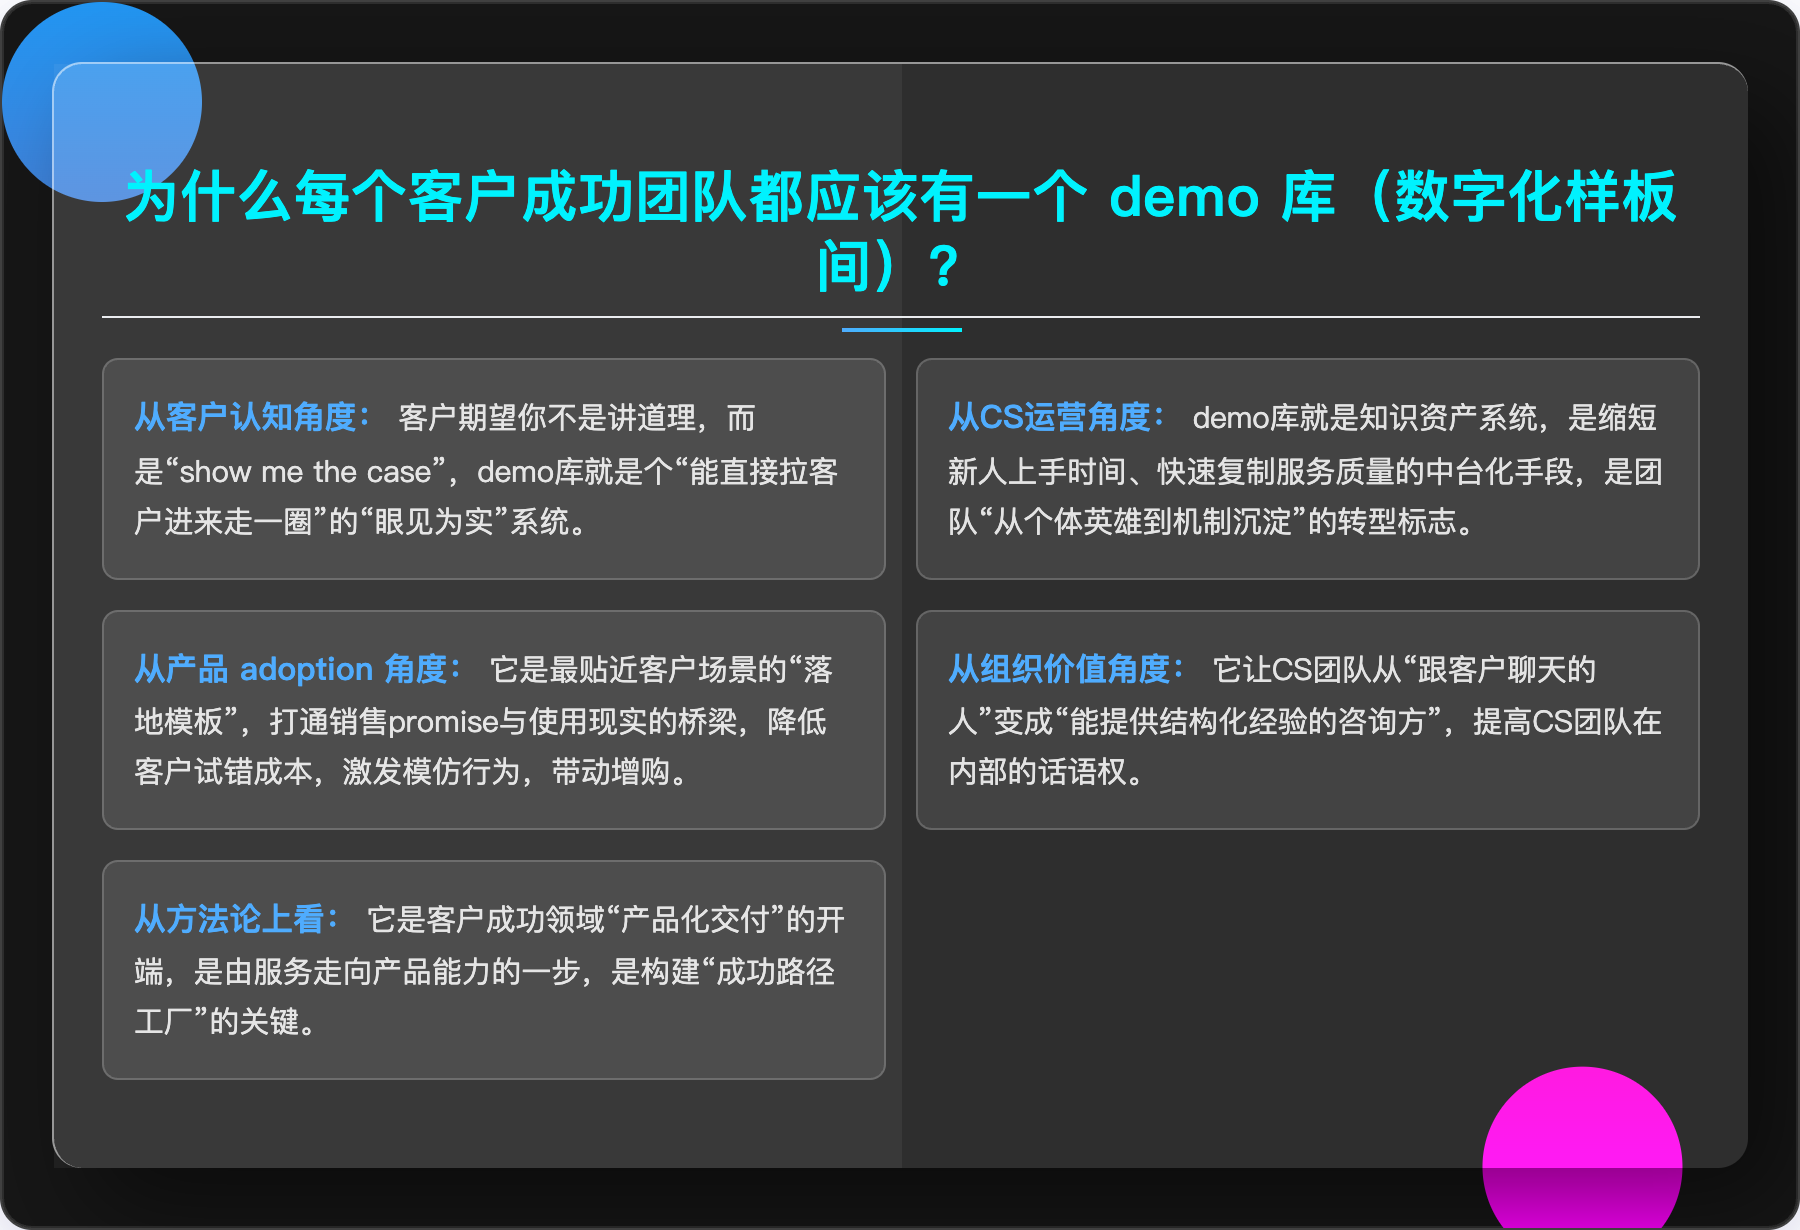 为什么每个客户成功团队都应该有一个 demo 库（数字化样板
间）？
从客户认知角度： 客户期望你不是讲道理，而
是“show me the case”，demo库就是个“能直接拉客
户进来走一圈”的“眼见为实”系统。
从CS运营角度： demo库就是知识资产系统，是缩短
新人上手时间、快速复制服务质量的中台化手段，是团
队“从个体英雄到机制沉淀”的转型标志。
从产品 adoption 角度： 它是最贴近客户场景的“落
地模板”，打通销售promise与使用现实的桥梁，降低
客户试错成本，激发模仿行为，带动增购。
从组织价值角度： 它让CS团队从“跟客户聊天的
人”变成“能提供结构化经验的咨询方”，提高CS团队在
内部的话语权。
从方法论上看： 它是客户成功领域“产品化交付”的开
端，是由服务走向产品能力的一步，是构建“成功路径
工厂”的关键。